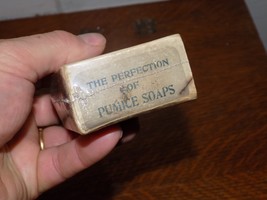 THE PERFECTION
OF
PUMICE SOAPS